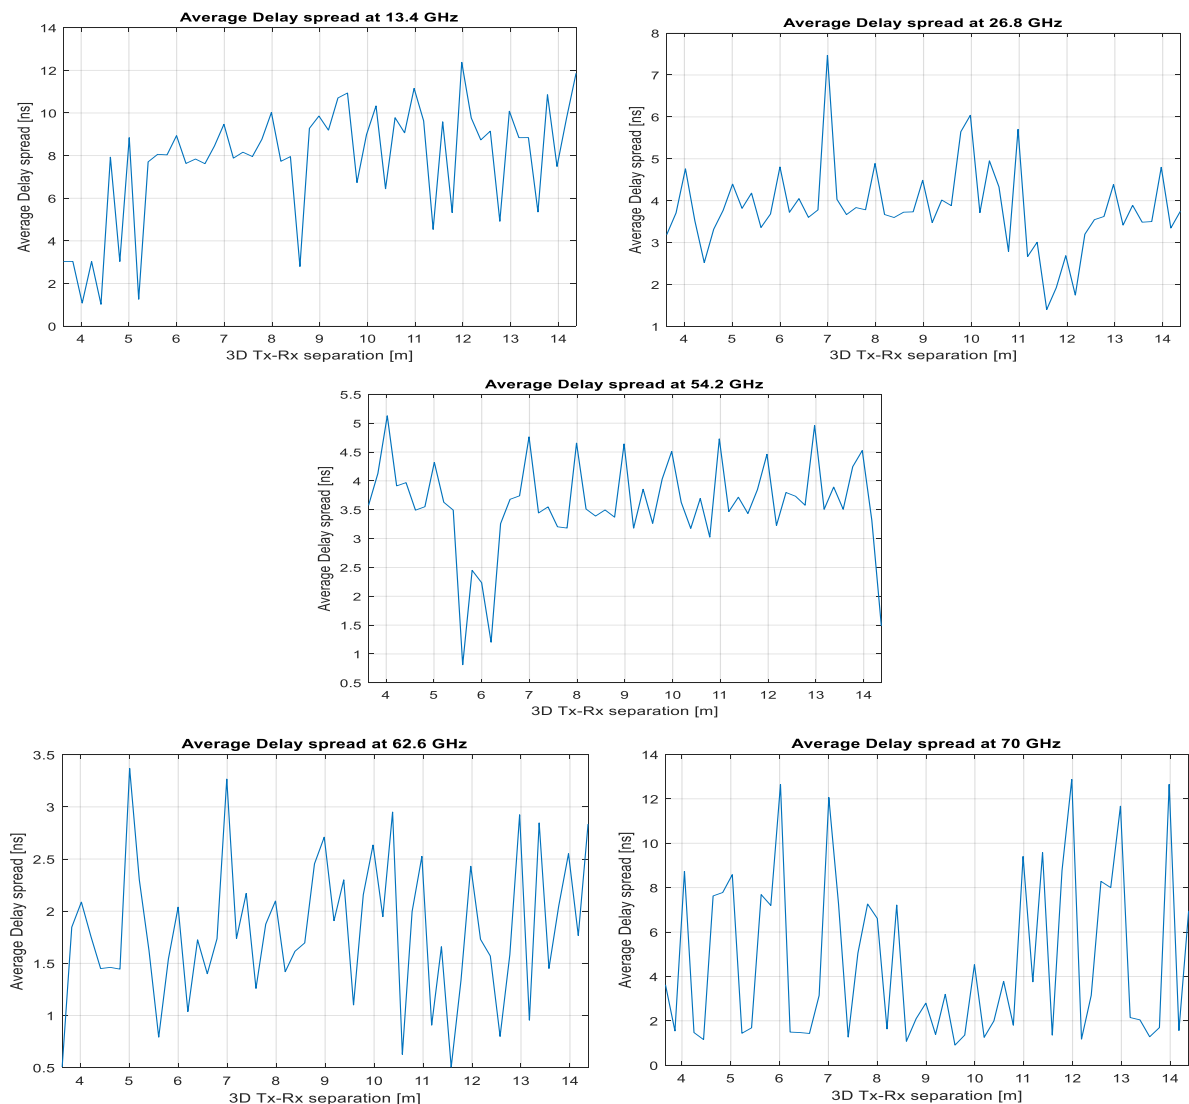 Average Delay spread at 13.4 GHz
14
12
10
8
6
4
2
0
Average Delay spread [ns]
4 5 6 7 8 9 10 11 12 13 14
3D Tx-Rx separation [m]
Average Delay spread at 26.8 GHz
8
7
6
5
4
3
2
1
Average Delay spread [ns]
4 5 6 7 8 9 10 11 12 13 14
3D Tx-Rx separation [m]
Average Delay spread at 54.2 GHz
5.5
5
4.5
4
3.5
3
2.5
2
1.5
1
0.5
Average Delay spread [ns]
4 5 6 7 8 9 10 11 12 13 14
3D Tx-Rx separation [m]
Average Delay spread at 62.6 GHz
3.5
3
2.5
2
1.5
1
0.5
Average Delay spread [ns]
4 5 6 7 8 9 10 11 12 13 14
3D Tx-Rx separation [m]
Average Delay spread at 70 GHz
14
12
10
8
6
4
2
0
Average Delay spread [ns]
4 5 6 7 8 9 10 11 12 13 14
3D Tx-Rx separation [m]